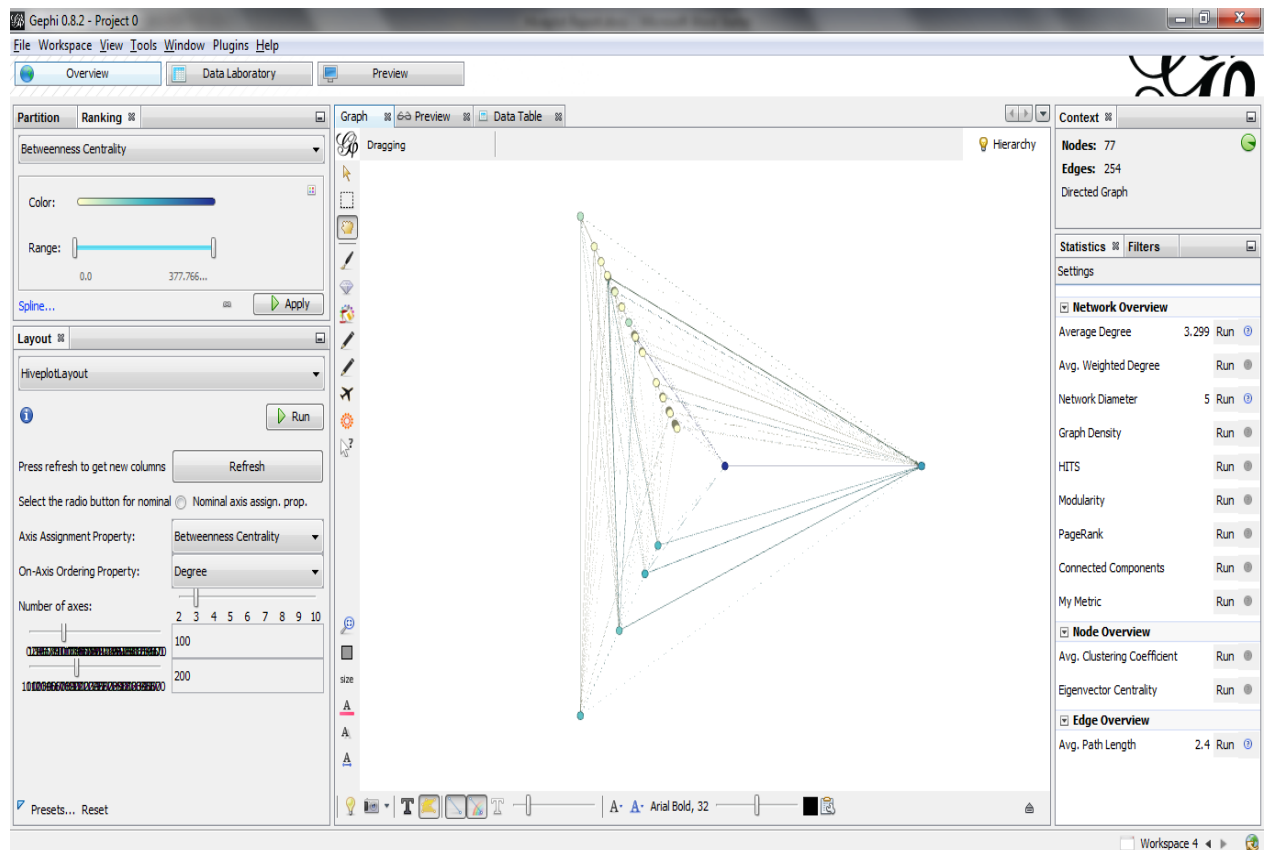 Gephi 0.8.2 - Project 0
File Workspace View Tools Window Plugins Help
Overview Data Laboratory Preview
Partition Ranking
Betweenness Centrality
Color:
Range:
0.0 377.766...
Spline... Apply
Layout
HiveplotLayout
Run
Press refresh to get new columns Refresh
Select the radio button for nominal Nominal axis assign. prop.
Axis Assignment Property: Betweenness Centrality
On-Axis Ordering Property: Degree
Number of axes:
2 3 4 5 6 7 8 9 10
100
200
Presets... Reset
Graph Preview Data Table
Dragging Hierarchy
size
A
A
A
T T A- A- Arial Bold, 32
Context
Nodes: 77
Edges: 254
Directed Graph
Statistics Filters
Settings
Network Overview
Average Degree 3.299 Run
Avg. Weighted Degree Run
Network Diameter 5 Run
Graph Density Run
HITS Run
Modularity Run
PageRank Run
Connected Components Run
My Metric Run
Node Overview
Avg. Clustering Coefficient Run
Eigenvector Centrality Run
Edge Overview
Avg. Path Length 2.4 Run
Workspace 4